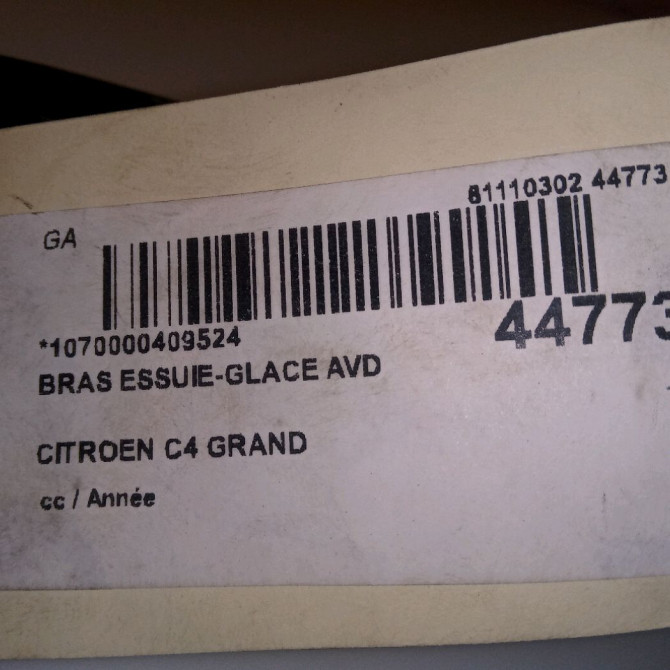 81110302 44773
GA
44773
*1070000409524
BRAS ESSUIE-GLACE AVD
CITROEN C4 GRAND
cc / Année